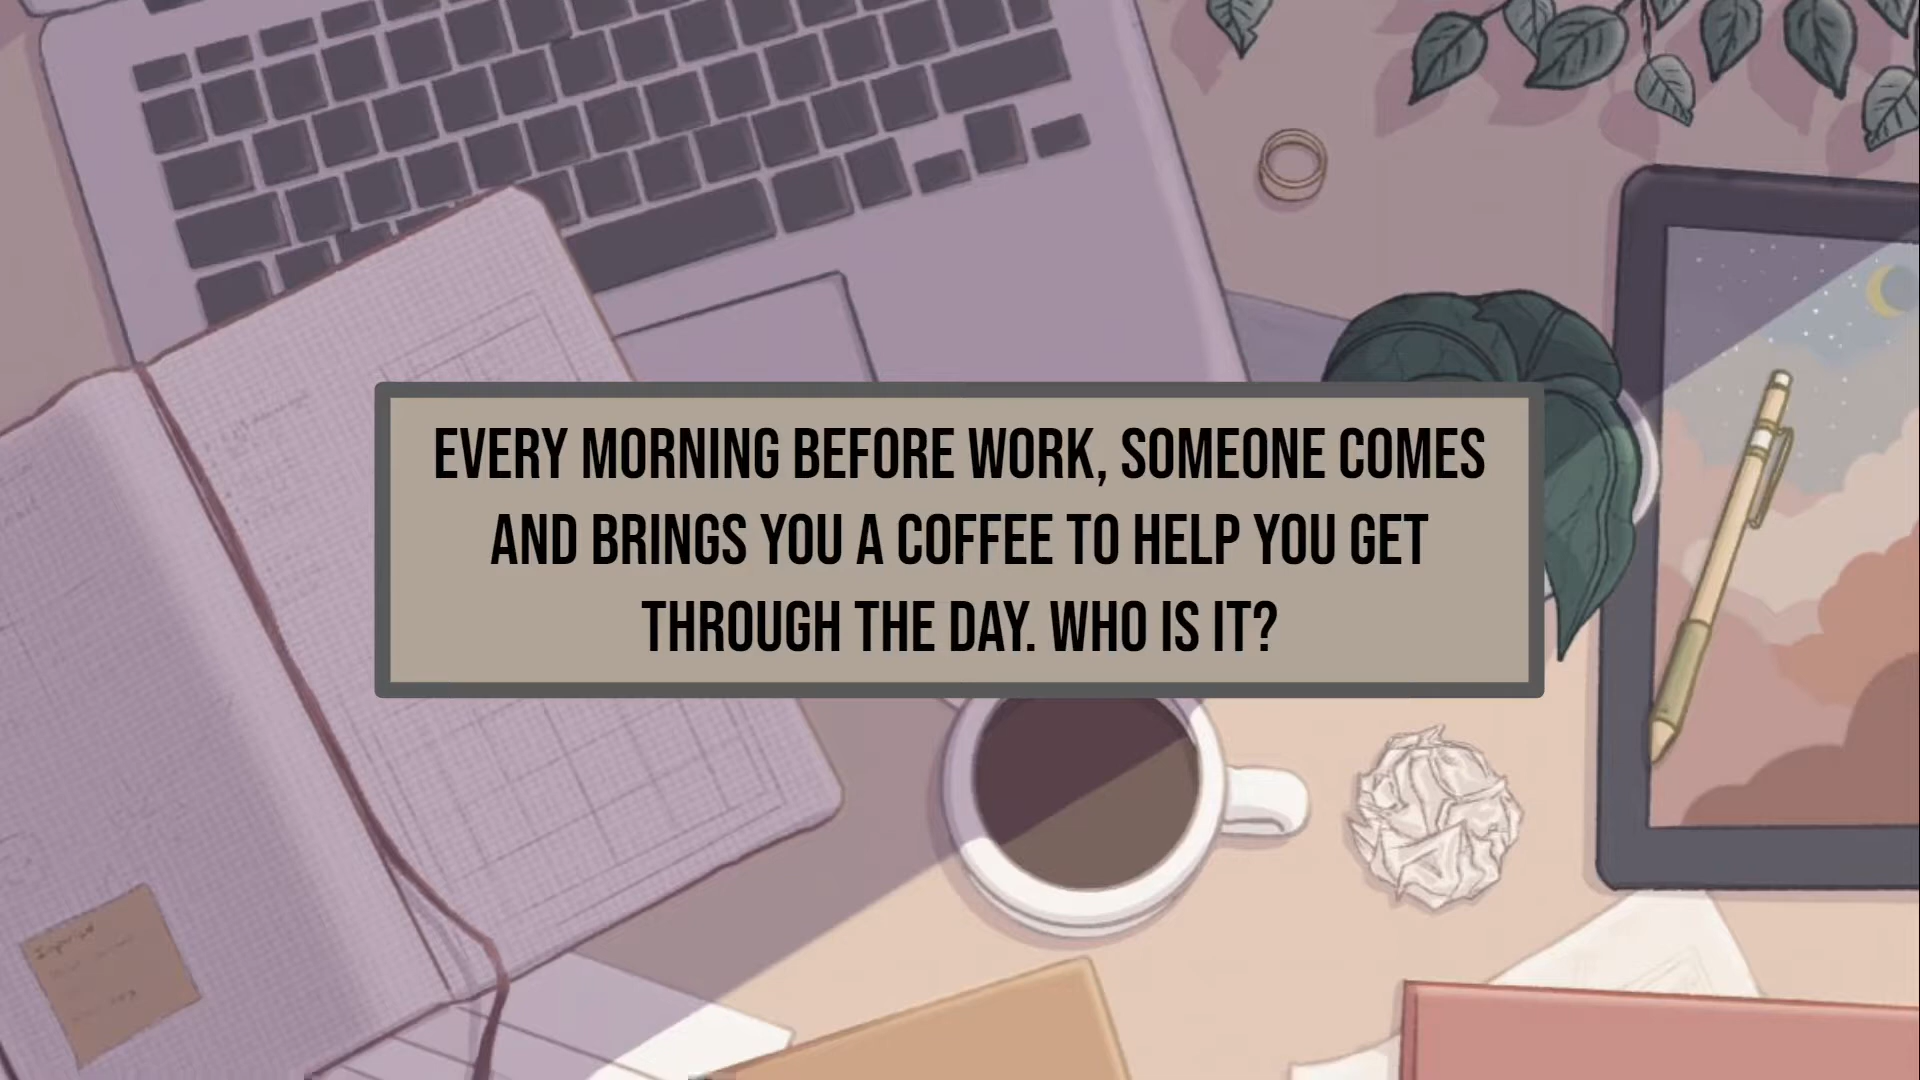 EVERY MORNING BEFORE WORK, SOMEONE COMES
AND BRINGS YOU A COFFEE TO HELP YOU GET
THROUGH THE DAY. WHO IS IT?